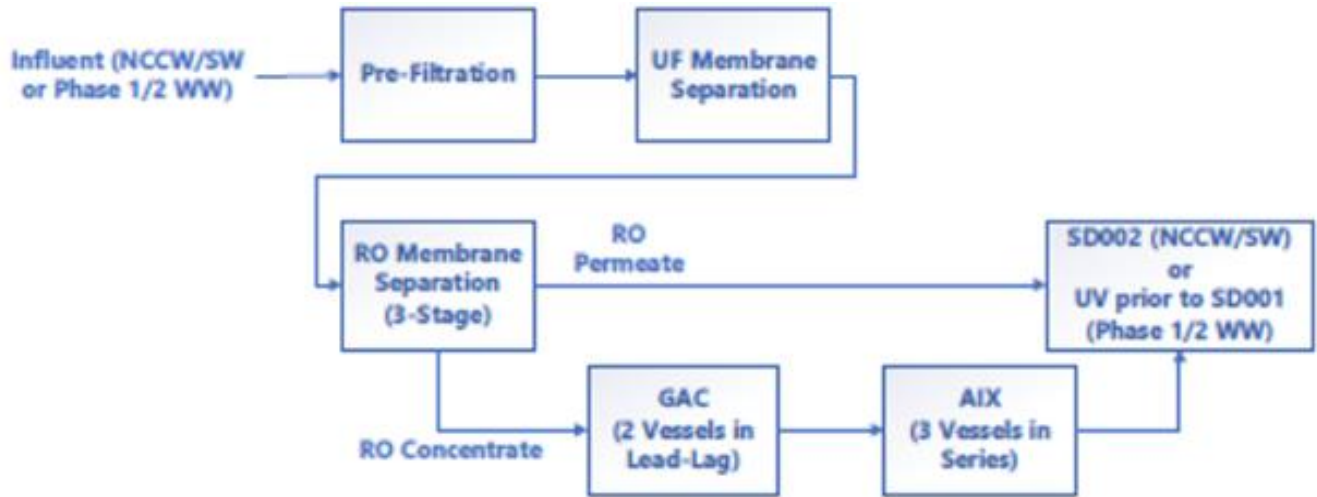 Influent (NCCW/SW
or Phase 1/2 WW)
Pre-Filtration
UF Membrane
Separation
RO Membrane
Separation
(3-Stage)
RO
Permeate
SD002 (NCCW/SW)
or
UV prior to SD001
(Phase 1/2 WW)
RO Concentrate
GAC
(2 Vessels in
Lead-Lag)
AIX
(3 Vessels in
Series)